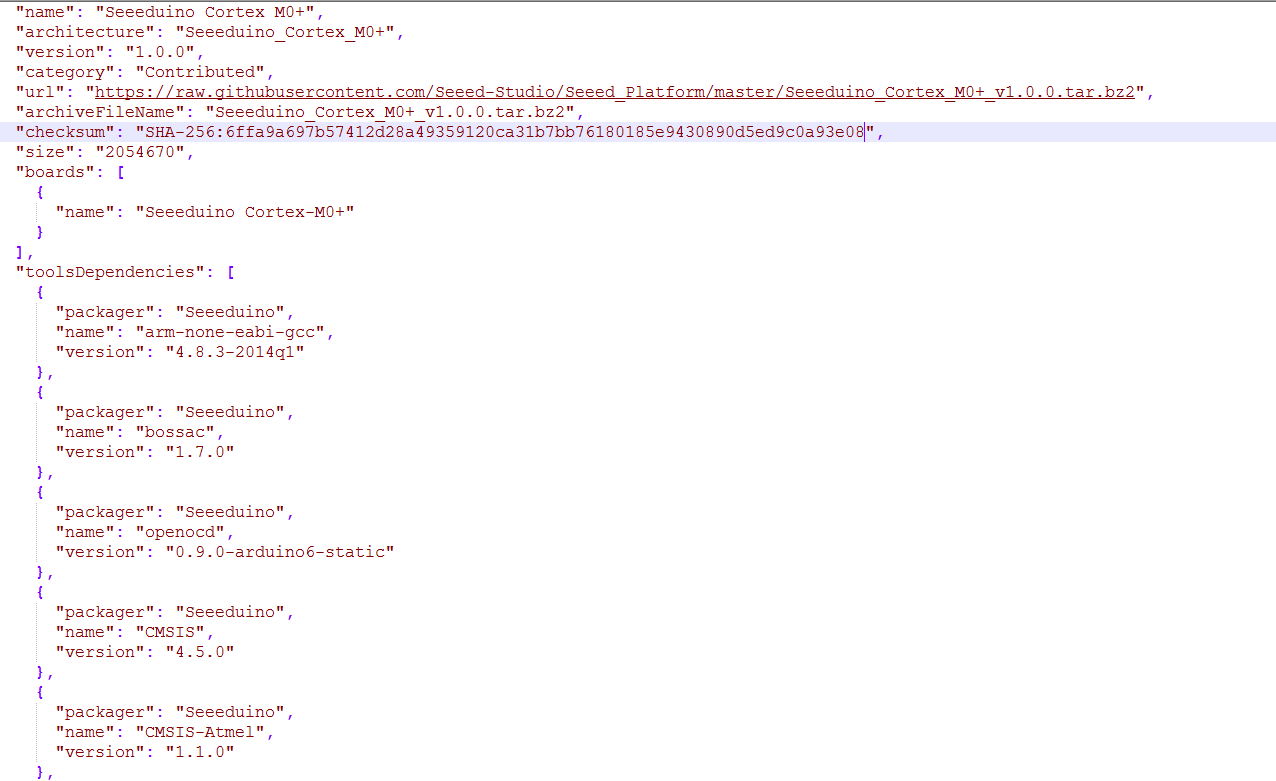 "name": "Seeeduino Cortex M0+",
"architecture": "Seeeduino_Cortex_M0+",
"version": "1.0.0",
"category": "Contributed",
"url": "https://raw.githubusercontent.com/Seeed-Studio/Seeed_Platform/master/Seeeduino_Cortex_M0+_v1.0.0.tar.bz2",
"archiveFileName": "Seeeduino_Cortex_M0+_v1.0.0.tar.bz2",
"checksum": "SHA-256:6ffa9a697b57412d28a49359120ca31b7bb76180185e9430890d5ed9c0a93e08",
"size": "2054670",
"boards": [
{
"name": "Seeeduino Cortex-M0+"
}
],
"toolsDependencies": [
{
"packager": "Seeeduino",
"name": "arm-none-eabi-gcc",
"version": "4.8.3-2014q1"
},
{
"packager": "Seeeduino",
"name": "bossac",
"version": "1.7.0"
},
{
"packager": "Seeeduino",
"name": "openocd",
"version": "0.9.0-arduino6-static"
},
{
"packager": "Seeeduino",
"name": "CMSIS",
"version": "4.5.0"
},
{
"packager": "Seeeduino",
"name": "CMSIS-Atmel",
"version": "1.1.0"
},